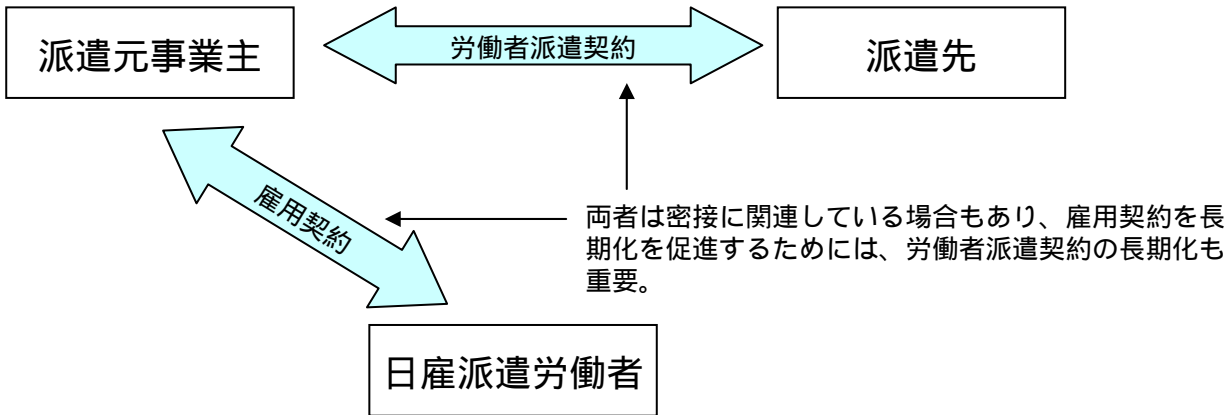 派遣元事業主
労働者派遣契約
派遣先
雇用契約
両者は密接に関連している場合もあり、雇用契約を長
期化を促進するためには、労働者派遣契約の長期化も
重要。
日雇派遣労働者